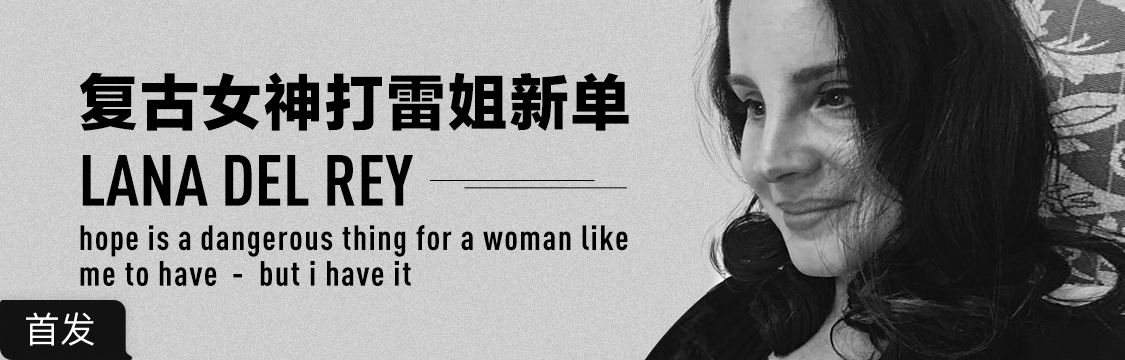 复古女神打雷姐新单
LANA DEL REY
hope is a dangerous thing for a woman like
me to have - but i have it
首发